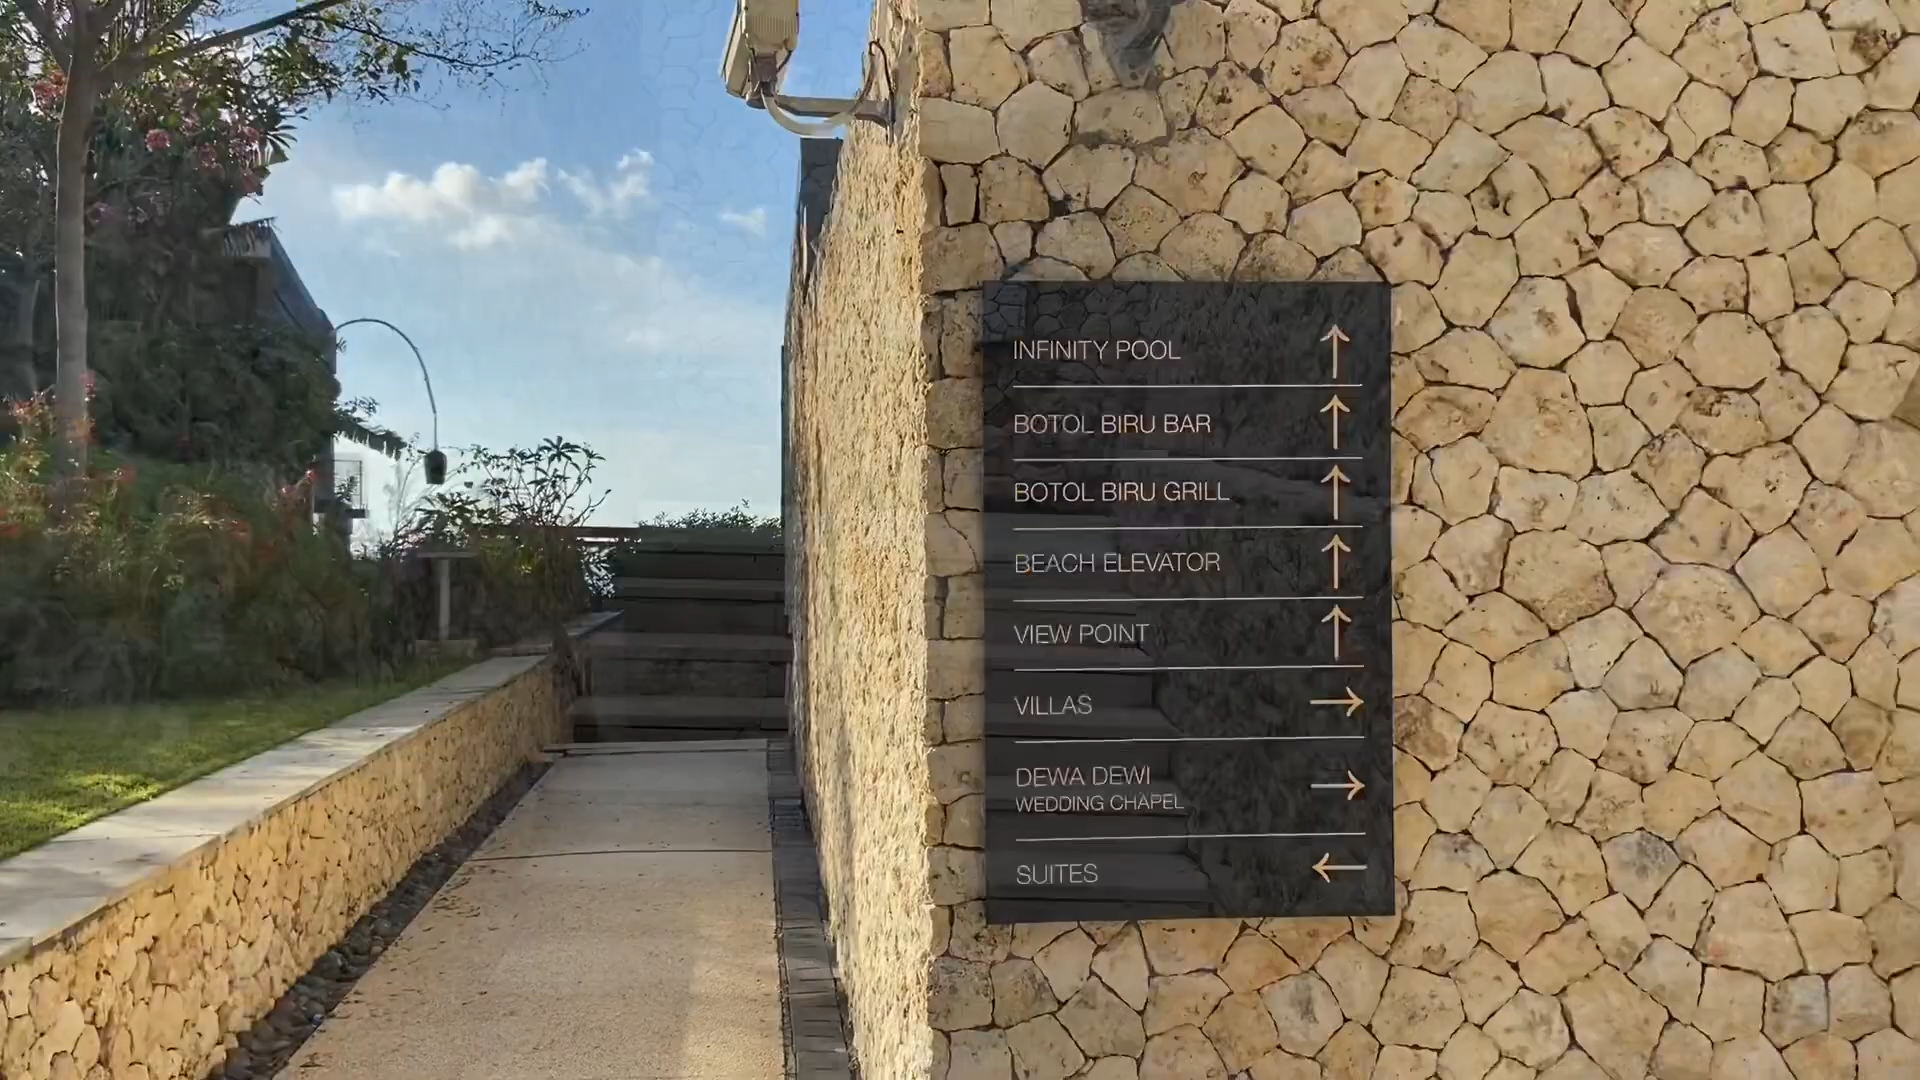 INFINITY POOL ↑
BOTOL BIRU BAR ↑
BOTOL BIRU GRILL ↑
BEACH ELEVATOR ↑
VIEW POINT ↑
VILLAS →
DEWA DEWI →
WEDDING CHAPEL
SUITES ←